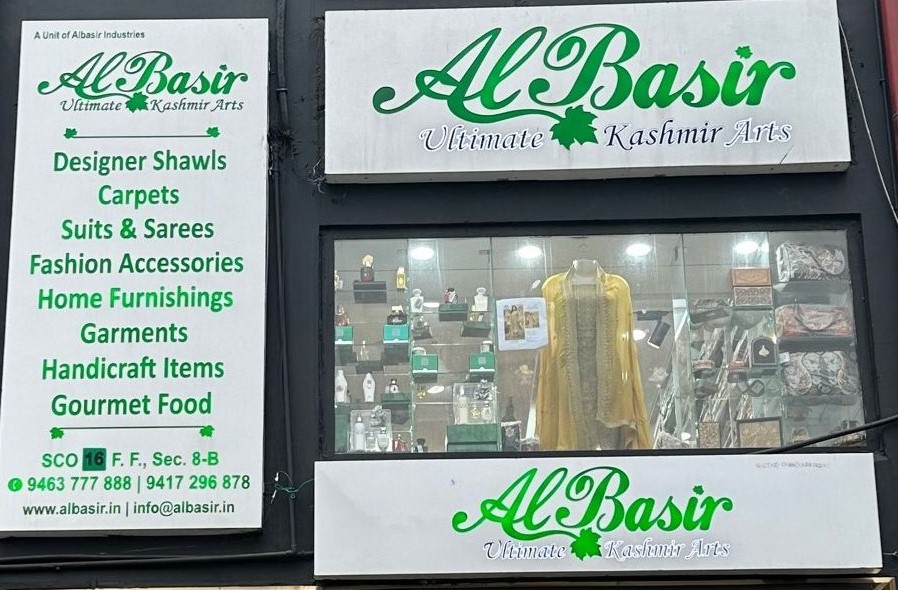 A Unit of Albasir Industries
Al Basir
Ultimate Kashmir Arts
Designer Shawls
Carpets
Suits & Sarees
Fashion Accessories
Home Furnishings
Garments
Handicraft Items
Gourmet Food
SCO 16 F. F., Sec. 8-B
9463 777 888 | 9417 296 878
www.albasir.in | info@albasir.in
Al Basir
Ultimate Kashmir Arts
Al Basir
Ultimate Kashmir Arts